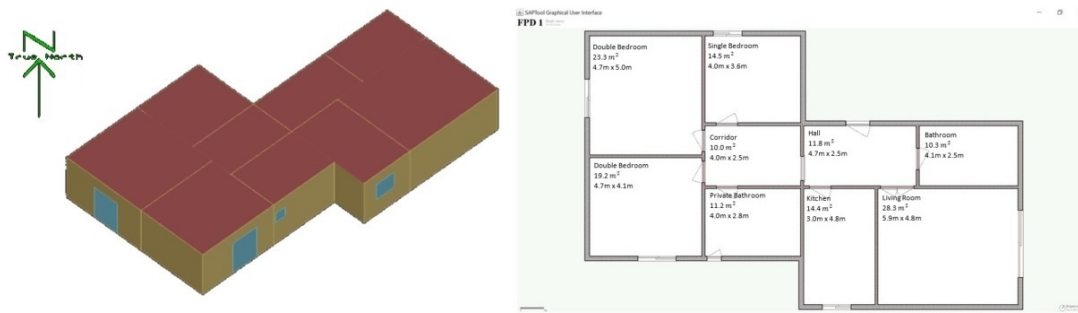 N
True North
SAPTool Graphical User Interface
FPD 1
Double Bedroom
23.3 m²
4.7m x 5.0m
Single Bedroom
14.5 m²
4.0m x 3.6m
Corridor
10.0 m²
4.0m x 2.5m
Hall
11.8 m²
4.7m x 2.5m
Bathroom
10.3 m²
4.1m x 2.5m
Double Bedroom
19.2 m²
4.7m x 4.1m
Private Bathroom
11.2 m²
4.0m x 2.8m
Kitchen
14.4 m²
3.0m x 4.8m
Living Room
28.3 m²
5.9m x 4.8m